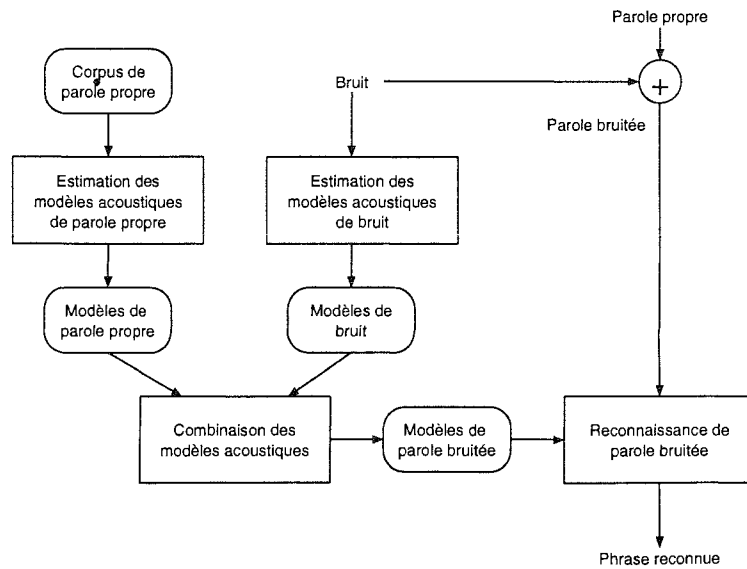 Parole propre
Corpus de
parole propre
Bruit
+
Parole bruitée
Estimation des
modèles acoustiques
de parole propre
Estimation des
modèles acoustiques
de bruit
Modèles de
parole propre
Modèles de
bruit
Combinaison des
modèles acoustiques
Modèles de
parole bruitée
Reconnaissance de
parole bruitée
Phrase reconnue